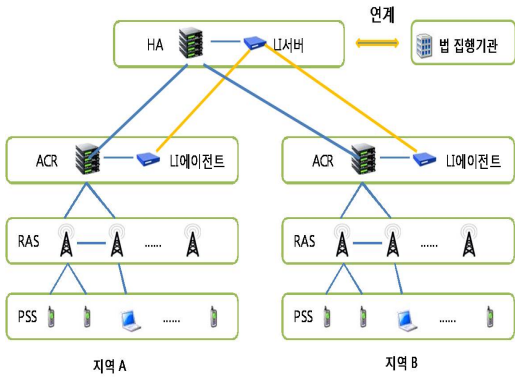 연계
HA
LI서버
법 집행기관
ACR
LI에이전트
ACR
LI에이전트
RAS
......
RAS
......
PSS
......
PSS
......
지역 A
지역 B